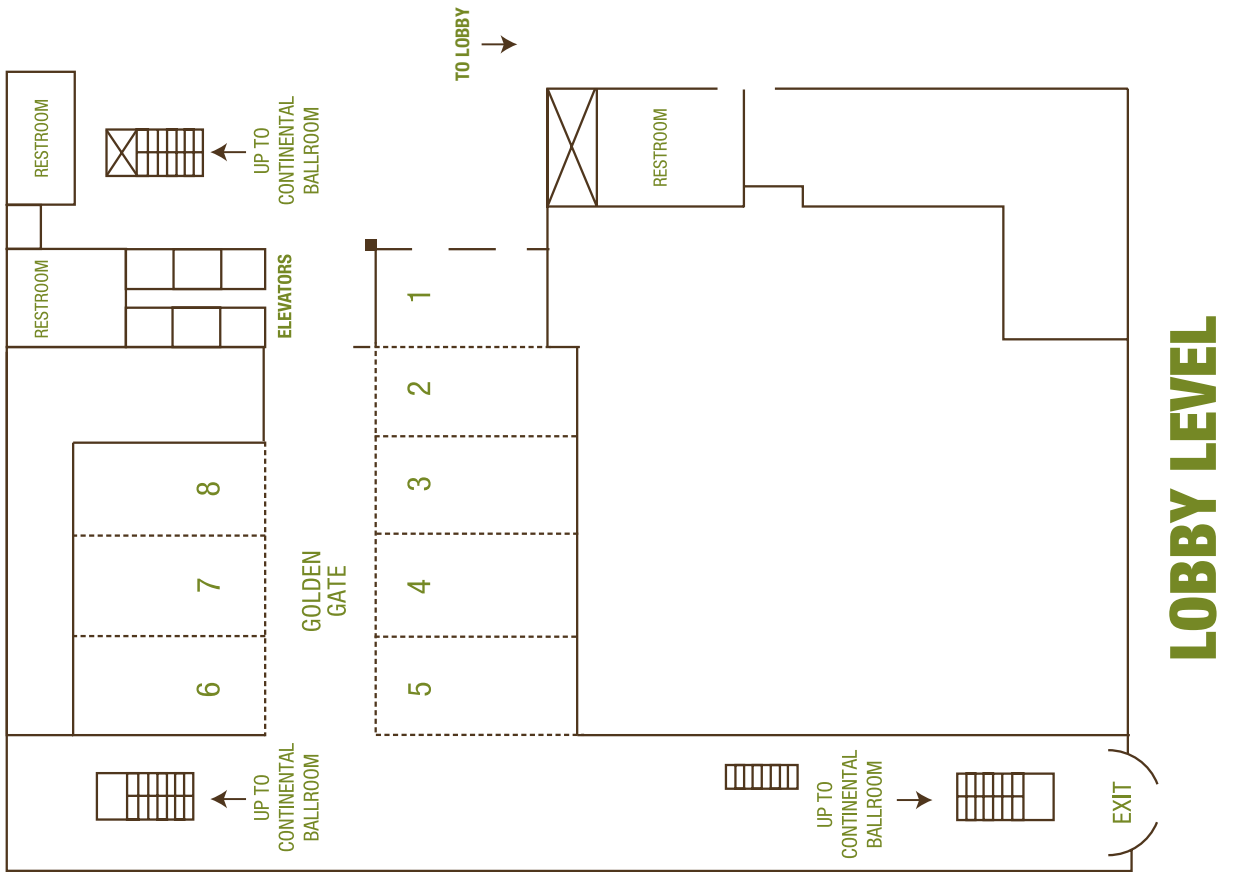 LOBBY LEVEL
TO LOBBY
RESTROOM
UP TO
CONTINENTAL
BALLROOM
RESTROOM
RESTROOM
ELEVATORS
1
2
3
4
5
8
7
6
GOLDEN
GATE
UP TO
CONTINENTAL
BALLROOM
UP TO
CONTINENTAL
BALLROOM
EXIT